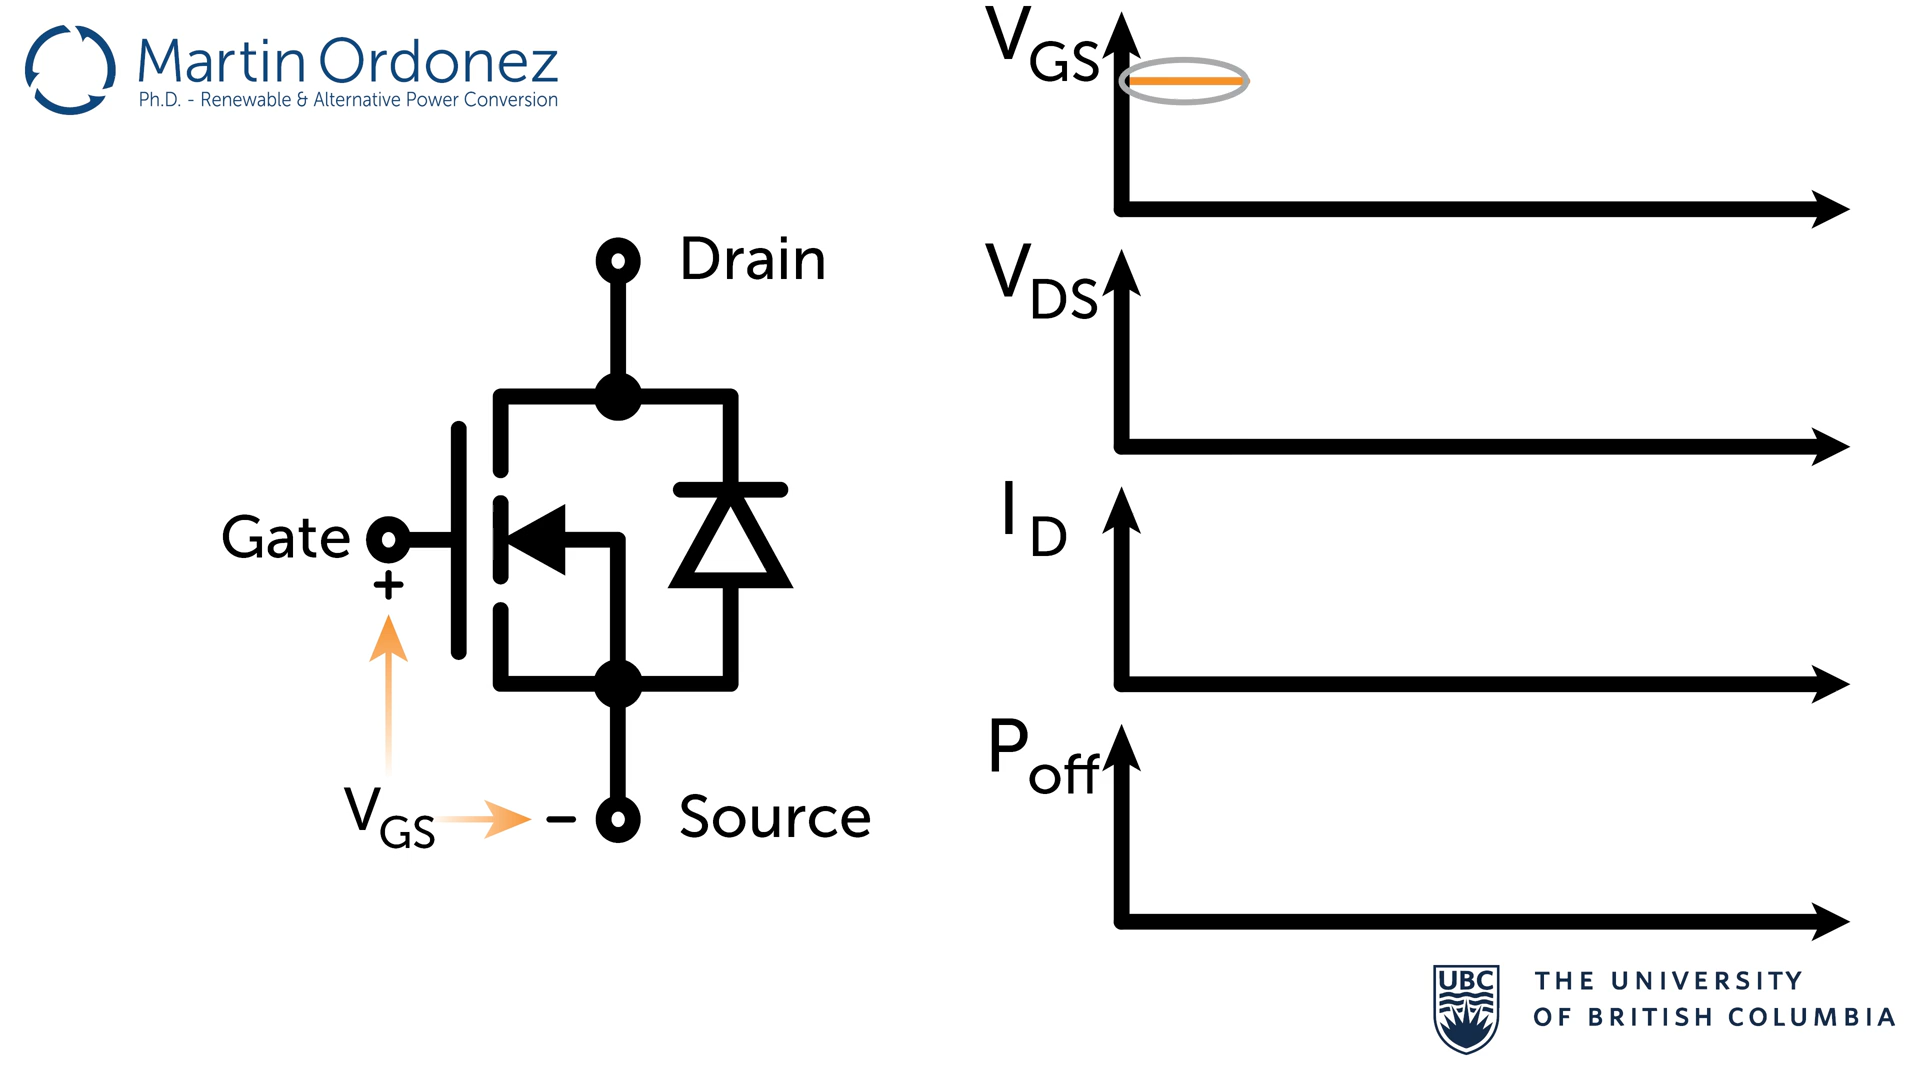 Martin Ordonez
Ph.D. - Renewable & Alternative Power Conversion
VGS
VDS
ID
Poff
Drain
Gate
+
VGS
-
Source
UBC
THE UNIVERSITY
OF BRITISH COLUMBIA